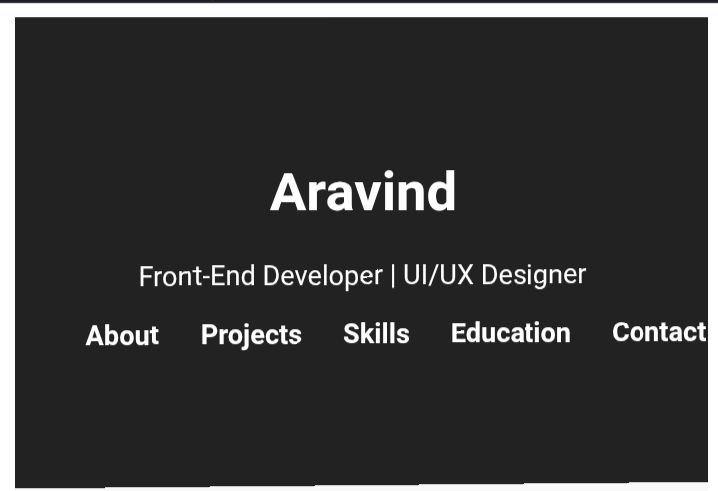 Aravind
Front-End Developer | UI/UX Designer
About Projects Skills Education Contact